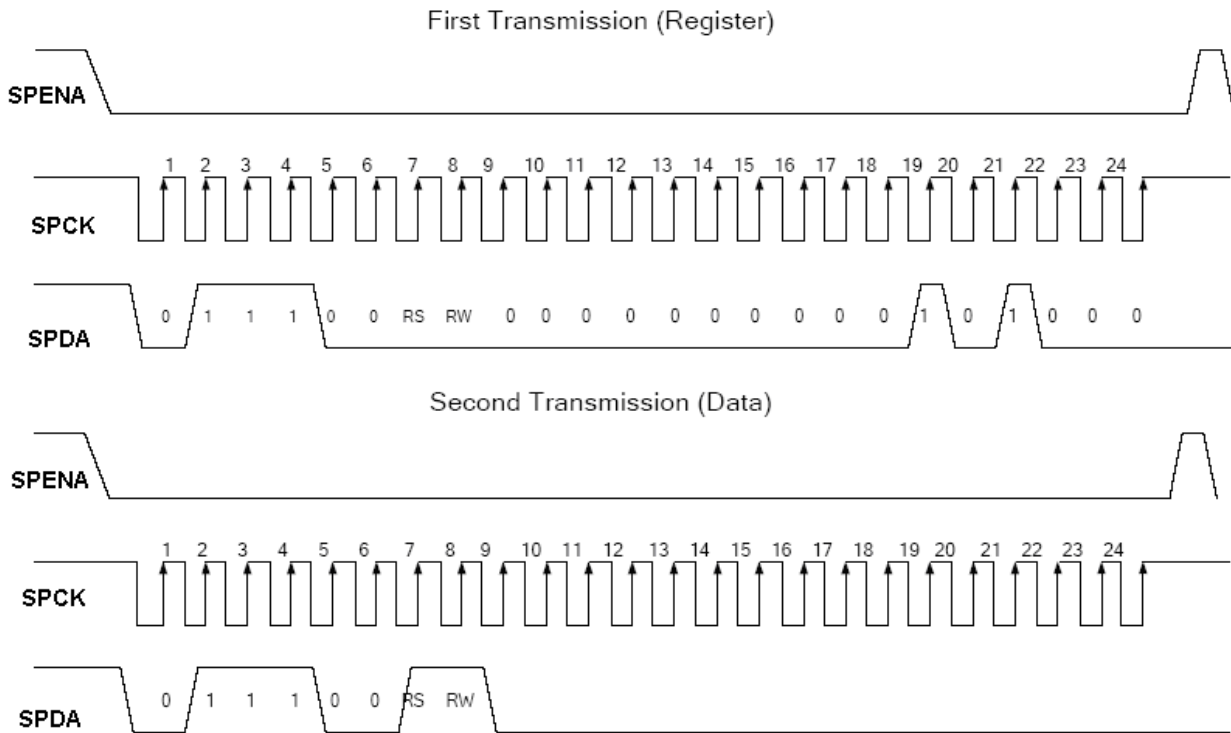 First Transmission (Register)
SPENA
1 2 3 4 5 6 7 8 9 10 11 12 13 14 15 16 17 18 19 20 21 22 23 24
SPCK
0 1 1 1 0 0 RS RW 0 0 0 0 0 0 0 0 0 0 1 0 1 0 0 0
SPDA
Second Transmission (Data)
SPENA
1 2 3 4 5 6 7 8 9 10 11 12 13 14 15 16 17 18 19 20 21 22 23 24
SPCK
0 1 1 1 0 0 RS RW
SPDA